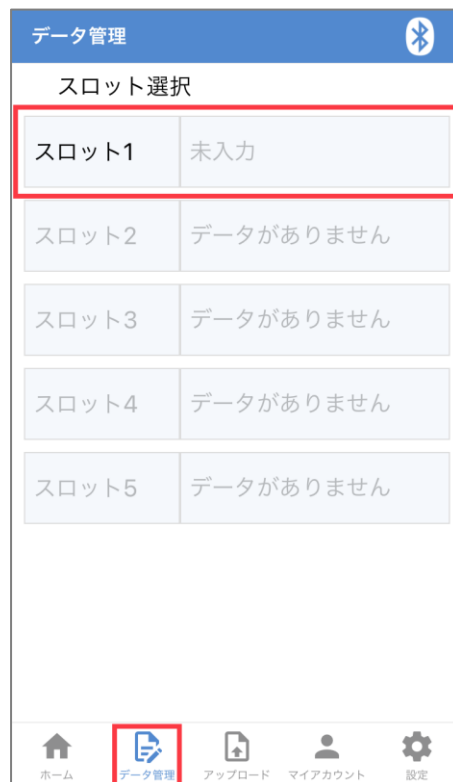 データ管理
スロット選択
スロット1 未入力
スロット2 データがありません
スロット3 データがありません
スロット4 データがありません
スロット5 データがありません
ホーム データ管理 アップロード マイアカウント 設定